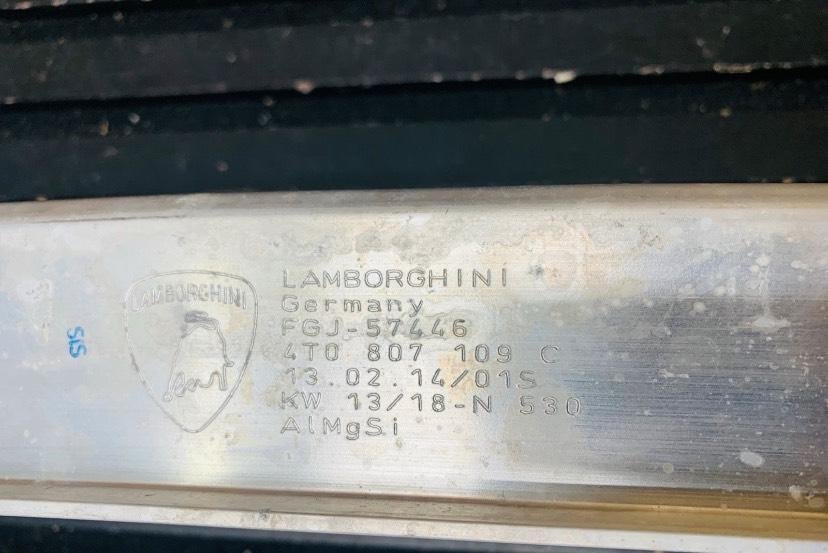 LAMBORGHINI
LAMBORGHINI
Germany
FGJ-57446
4T0 807 109 C
13.02.14/01S
KW 13/18-N 530
AlMgSi
SIS